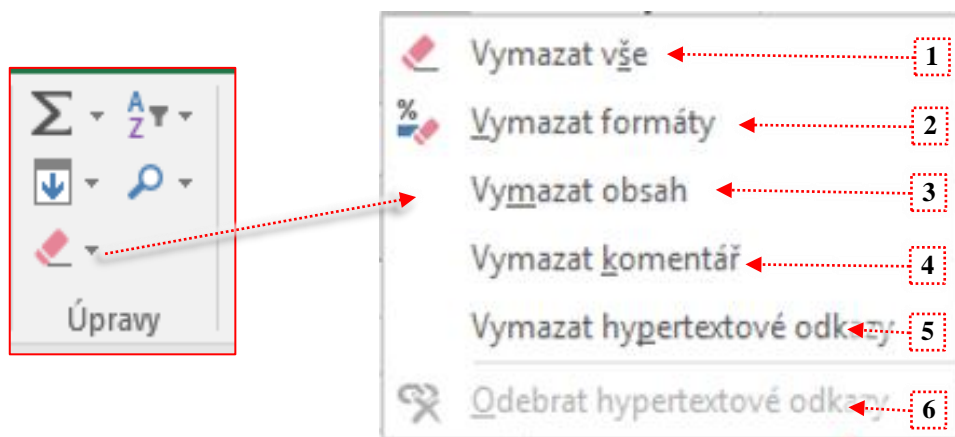 Úpravy
Vymazat vše 1
% Vymazat formáty 2
Vymazat obsah 3
Vymazat komentář 4
Vymazat hypertextové odkazy 5
Odebrat hypertextové odkazy 6